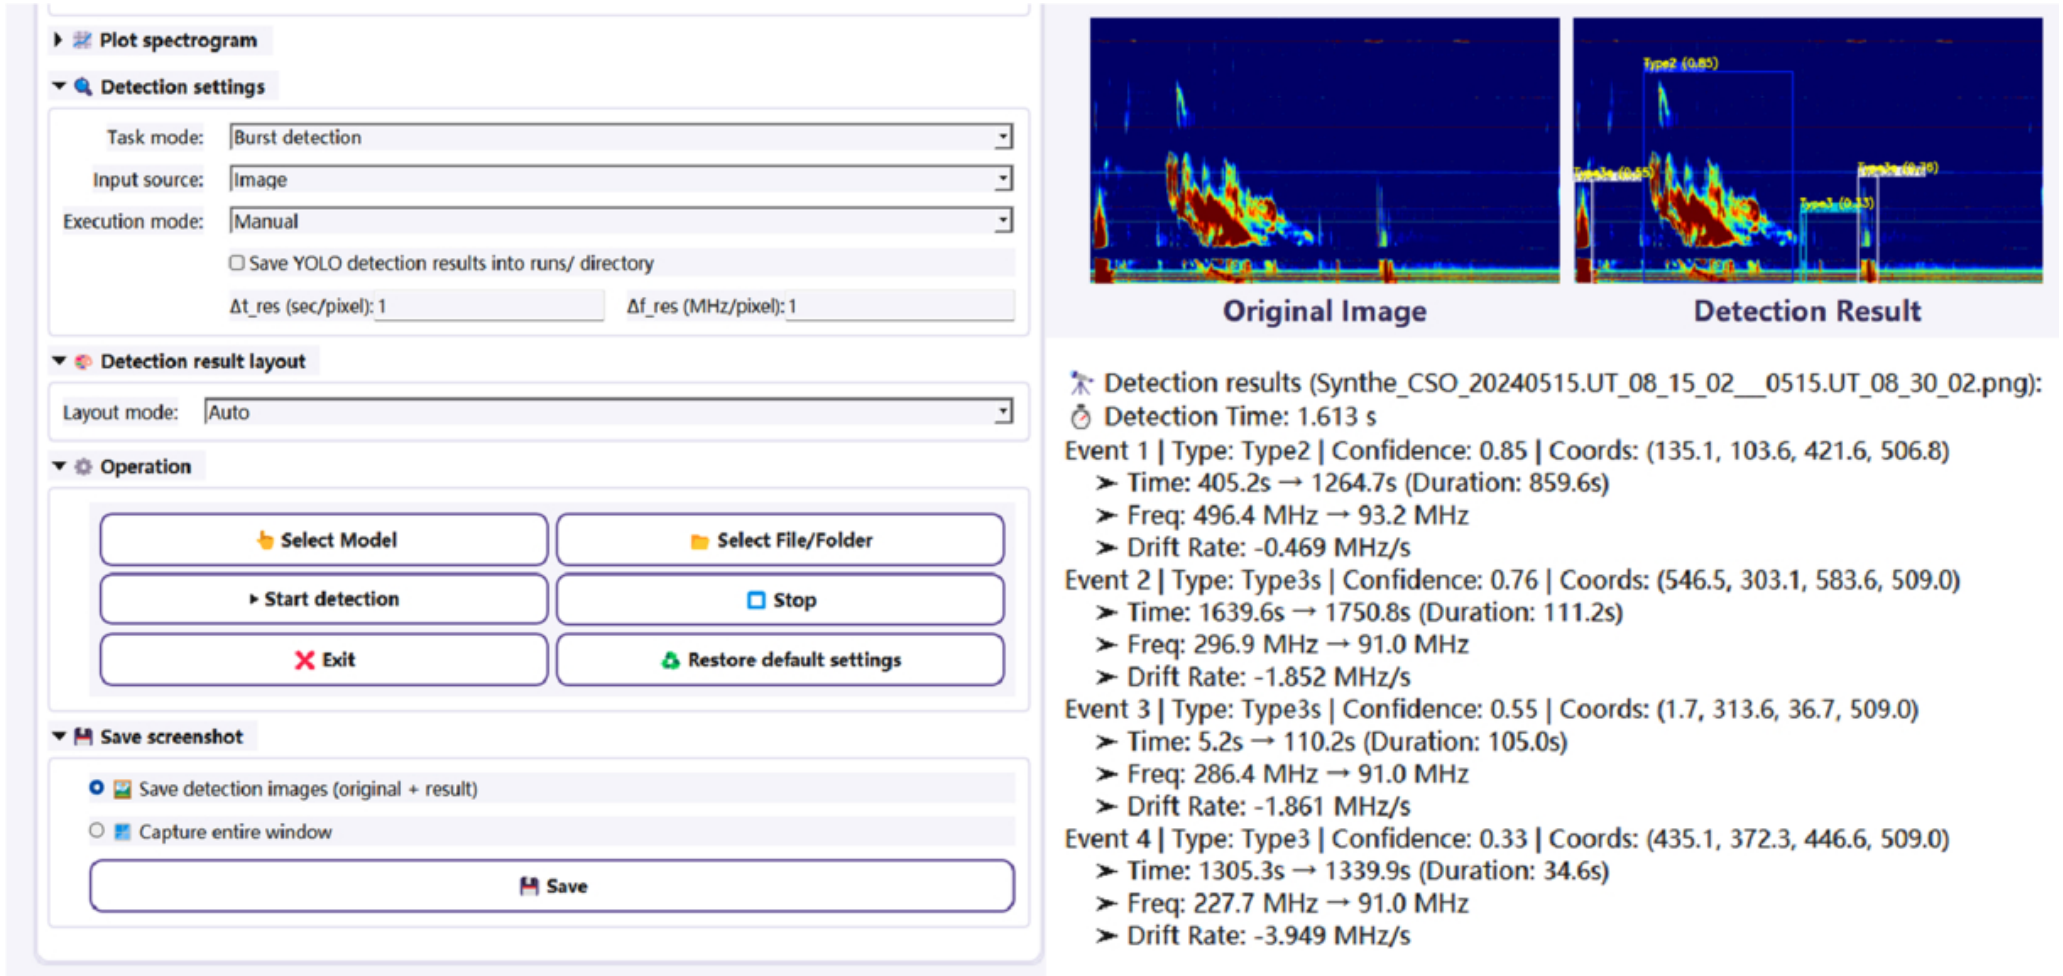 Plot spectrogram
Detection settings
Task mode: Burst detection
Input source: Image
Execution mode: Manual
Save YOLO detection results into runs/ directory
Δt_res (sec/pixel): 1 Δf_res (MHz/pixel): 1
Detection result layout
Layout mode: Auto
Operation
Select Model Select File/Folder
▸ Start detection Stop
Exit Restore default settings
Save screenshot
Save detection images (original + result)
Capture entire window
Save
Type2 (0.85)
Type3s (0.55)
Type3s (0.76)
Type3 (0.33)
Original Image Detection Result
Detection results (Synthe_CSO_20240515.UT_08_15_02__0515.UT_08_30_02.png):
Detection Time: 1.613 s
Event 1 | Type: Type2 | Confidence: 0.85 | Coords: (135.1, 103.6, 421.6, 506.8)
➤ Time: 405.2s → 1264.7s (Duration: 859.6s)
➤ Freq: 496.4 MHz → 93.2 MHz
➤ Drift Rate: -0.469 MHz/s
Event 2 | Type: Type3s | Confidence: 0.76 | Coords: (546.5, 303.1, 583.6, 509.0)
➤ Time: 1639.6s → 1750.8s (Duration: 111.2s)
➤ Freq: 296.9 MHz → 91.0 MHz
➤ Drift Rate: -1.852 MHz/s
Event 3 | Type: Type3s | Confidence: 0.55 | Coords: (1.7, 313.6, 36.7, 509.0)
➤ Time: 5.2s → 110.2s (Duration: 105.0s)
➤ Freq: 286.4 MHz → 91.0 MHz
➤ Drift Rate: -1.861 MHz/s
Event 4 | Type: Type3 | Confidence: 0.33 | Coords: (435.1, 372.3, 446.6, 509.0)
➤ Time: 1305.3s → 1339.9s (Duration: 34.6s)
➤ Freq: 227.7 MHz → 91.0 MHz
➤ Drift Rate: -3.949 MHz/s